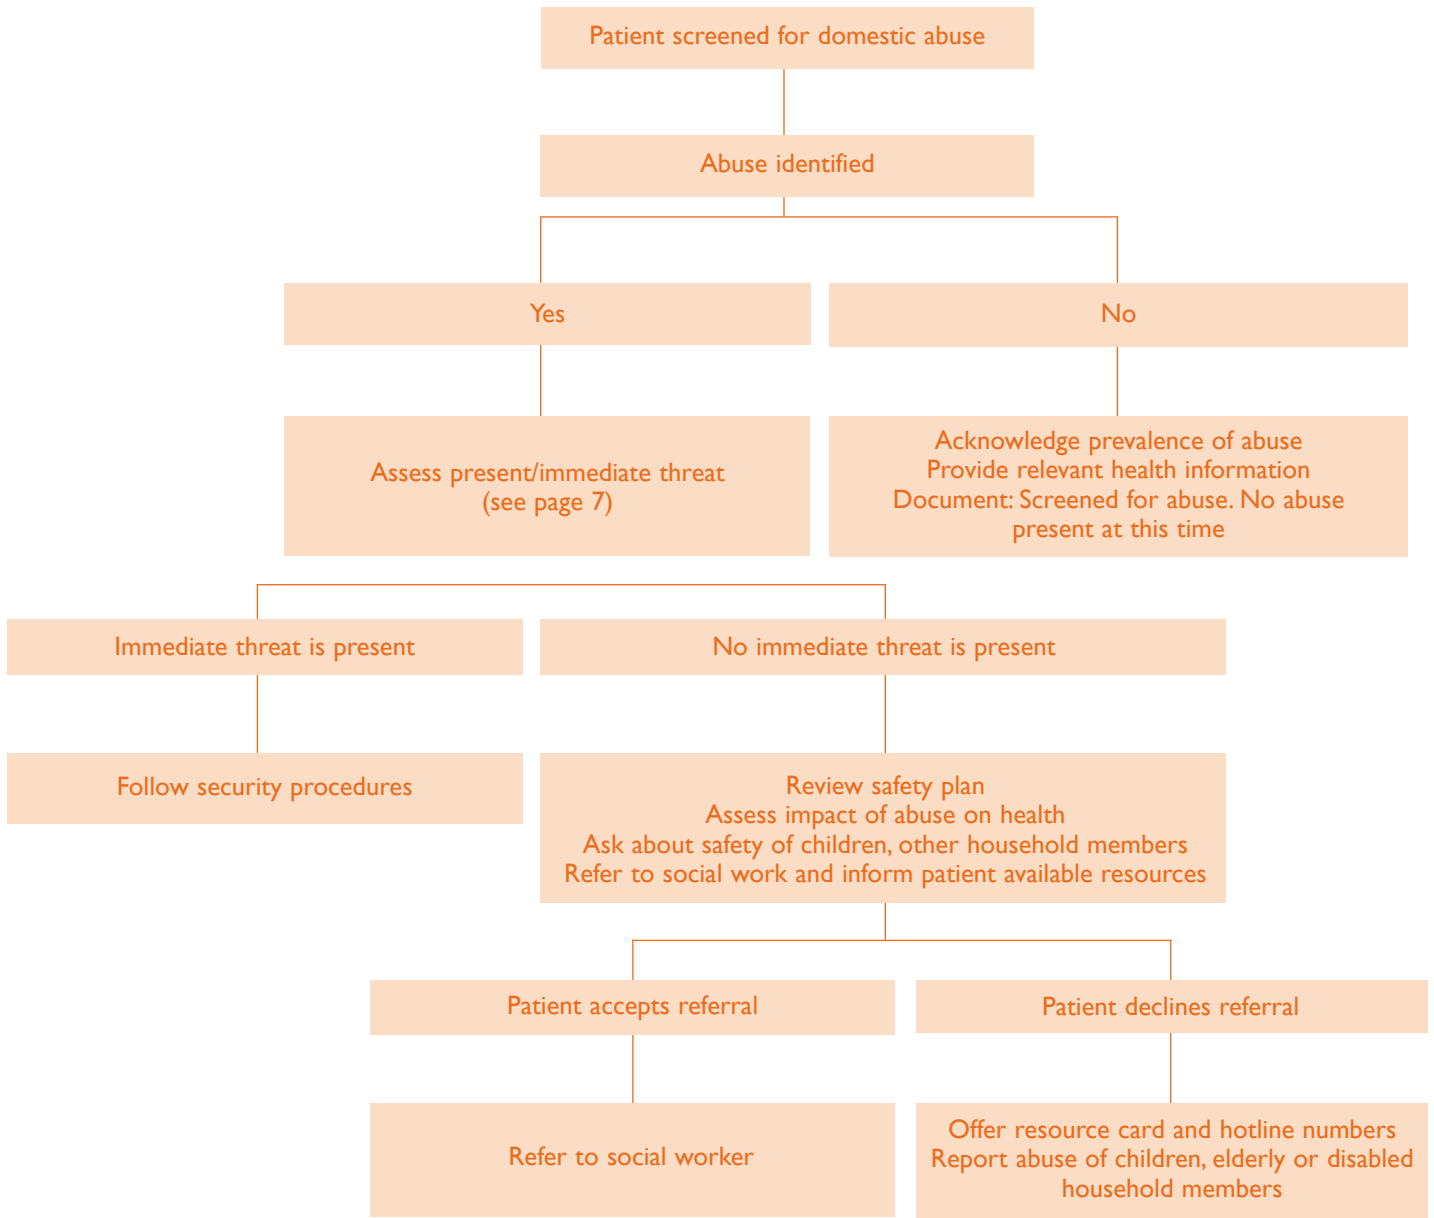 Patient screened for domestic abuse
Abuse identified
Yes
No
Assess present/immediate threat
(see page 7)
Acknowledge prevalence of abuse
Provide relevant health information
Document: Screened for abuse. No abuse
present at this time
Immediate threat is present
No immediate threat is present
Follow security procedures
Review safety plan
Assess impact of abuse on health
Ask about safety of children, other household members
Refer to social work and inform patient available resources
Patient accepts referral
Patient declines referral
Refer to social worker
Offer resource card and hotline numbers
Report abuse of children, elderly or disabled
household members